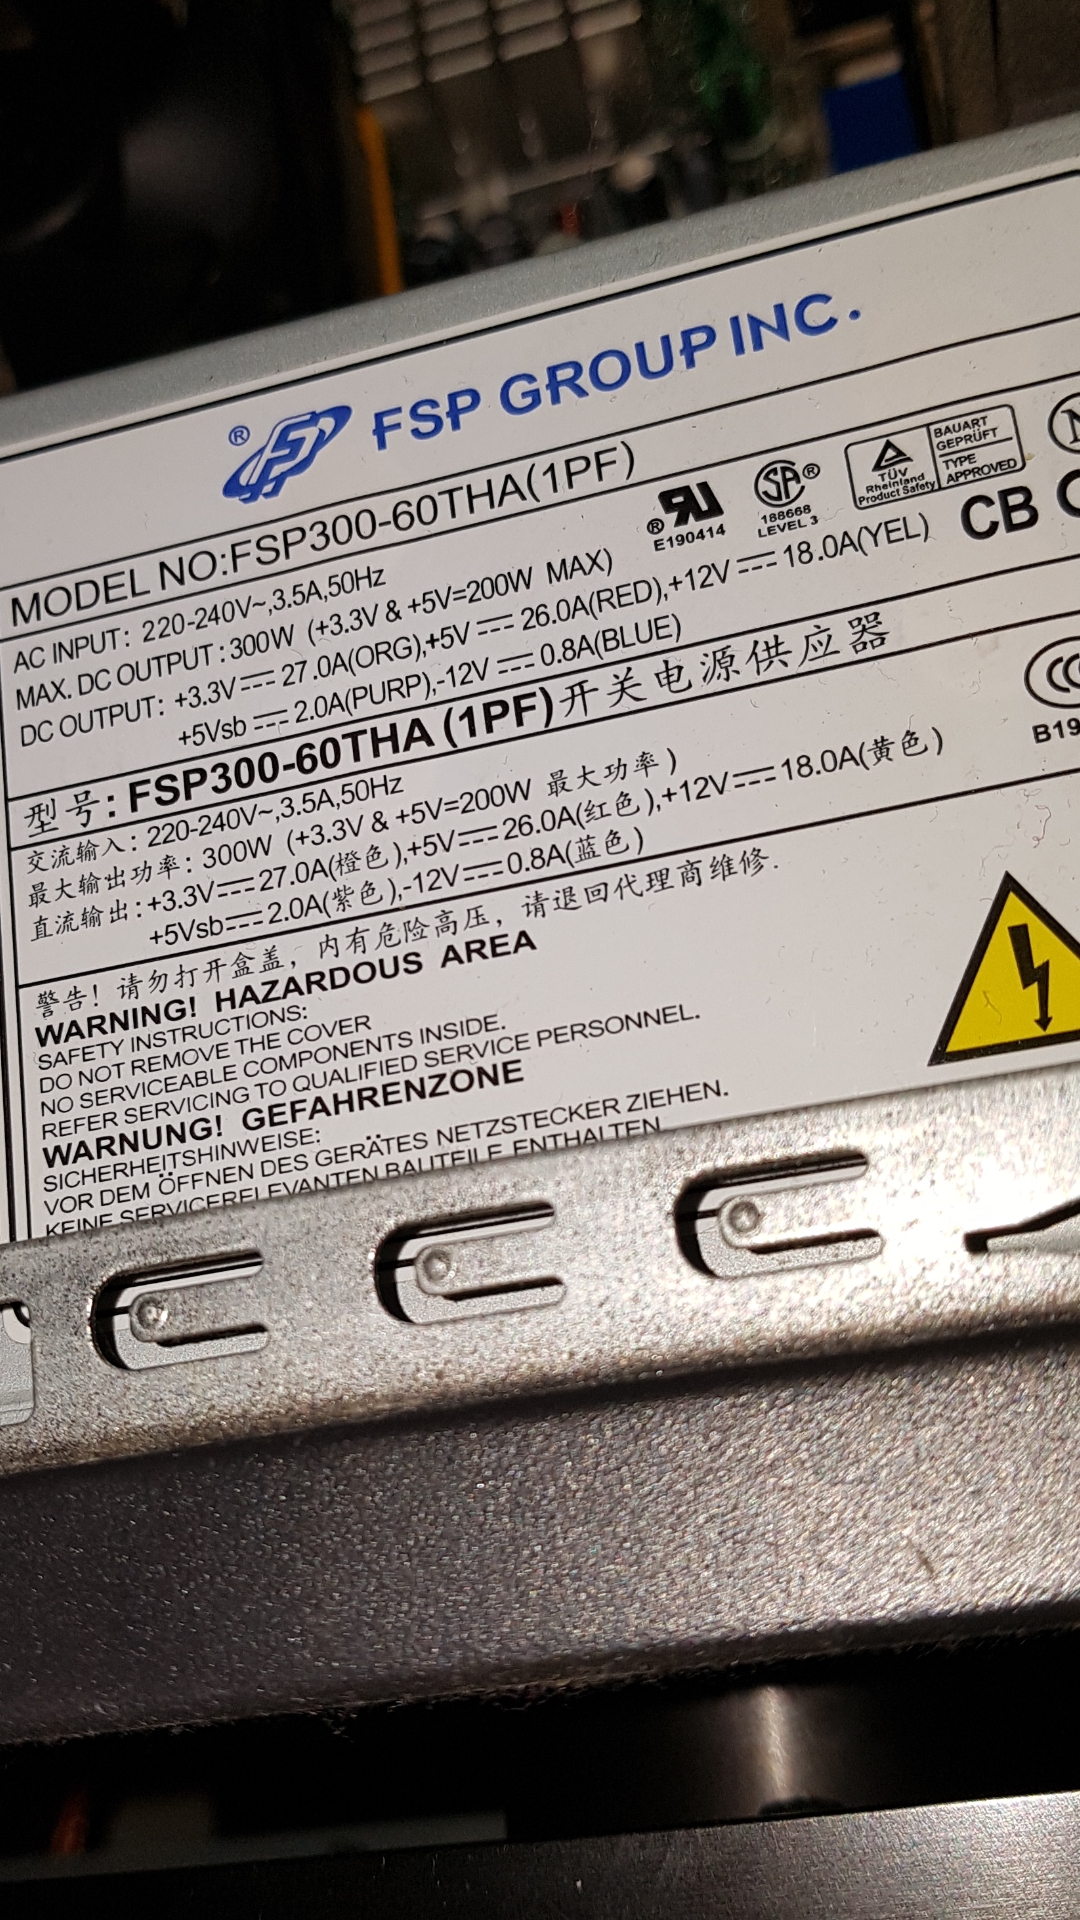 ® FSP GROUP INC.
MODEL NO:FSP300-60THA(1PF)
AC INPUT: 220-240V~,3.5A,50Hz
MAX. DC OUTPUT:300W (+3.3V & +5V=200W MAX)
DC OUTPUT: +3.3V⎓27.0A(ORG),+5V⎓26.0A(RED),+12V⎓18.0A(YEL)
+5Vsb⎓2.0A(PURP),-12V⎓0.8A(BLUE)
®
E190414
SA®
188668
LEVEL 3
TÜV
Rheinland
Product Safety
BAUART
GEPRÜFT
TYPE
APPROVED
CB
型号: FSP300-60THA (1PF)开关电源供应器
交流输入: 220-240V~,3.5A,50Hz
最大输出功率: 300W (+3.3V & +5V=200W 最大功率)
直流输出:+3.3V⎓27.0A(橙色),+5V⎓26.0A(红色),+12V⎓18.0A(黄色)
+5Vsb⎓2.0A(紫色),-12V⎓0.8A(蓝色)
B19
警告! 请勿打开盒盖, 内有危险高压, 请退回代理商维修.
WARNING! HAZARDOUS AREA
SAFETY INSTRUCTIONS:
DO NOT REMOVE THE COVER
NO SERVICEABLE COMPONENTS INSIDE.
REFER SERVICING TO QUALIFIED SERVICE PERSONNEL.
WARNUNG! GEFAHRENZONE
SICHERHEITSHINWEISE:
VOR DEM ÖFFNEN DES GERÄTES NETZSTECKER ZIEHEN.
KEINE SERVICERELEVANTEN BAUTEILE ENTHALTEN